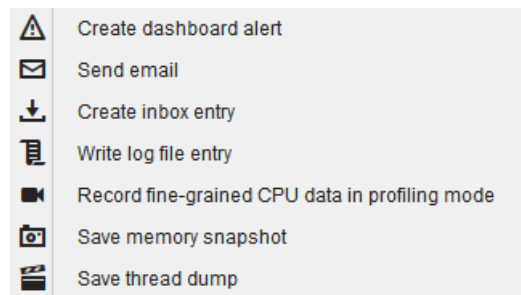 Create dashboard alert
Send email
Create inbox entry
Write log file entry
Record fine-grained CPU data in profiling mode
Save memory snapshot
Save thread dump